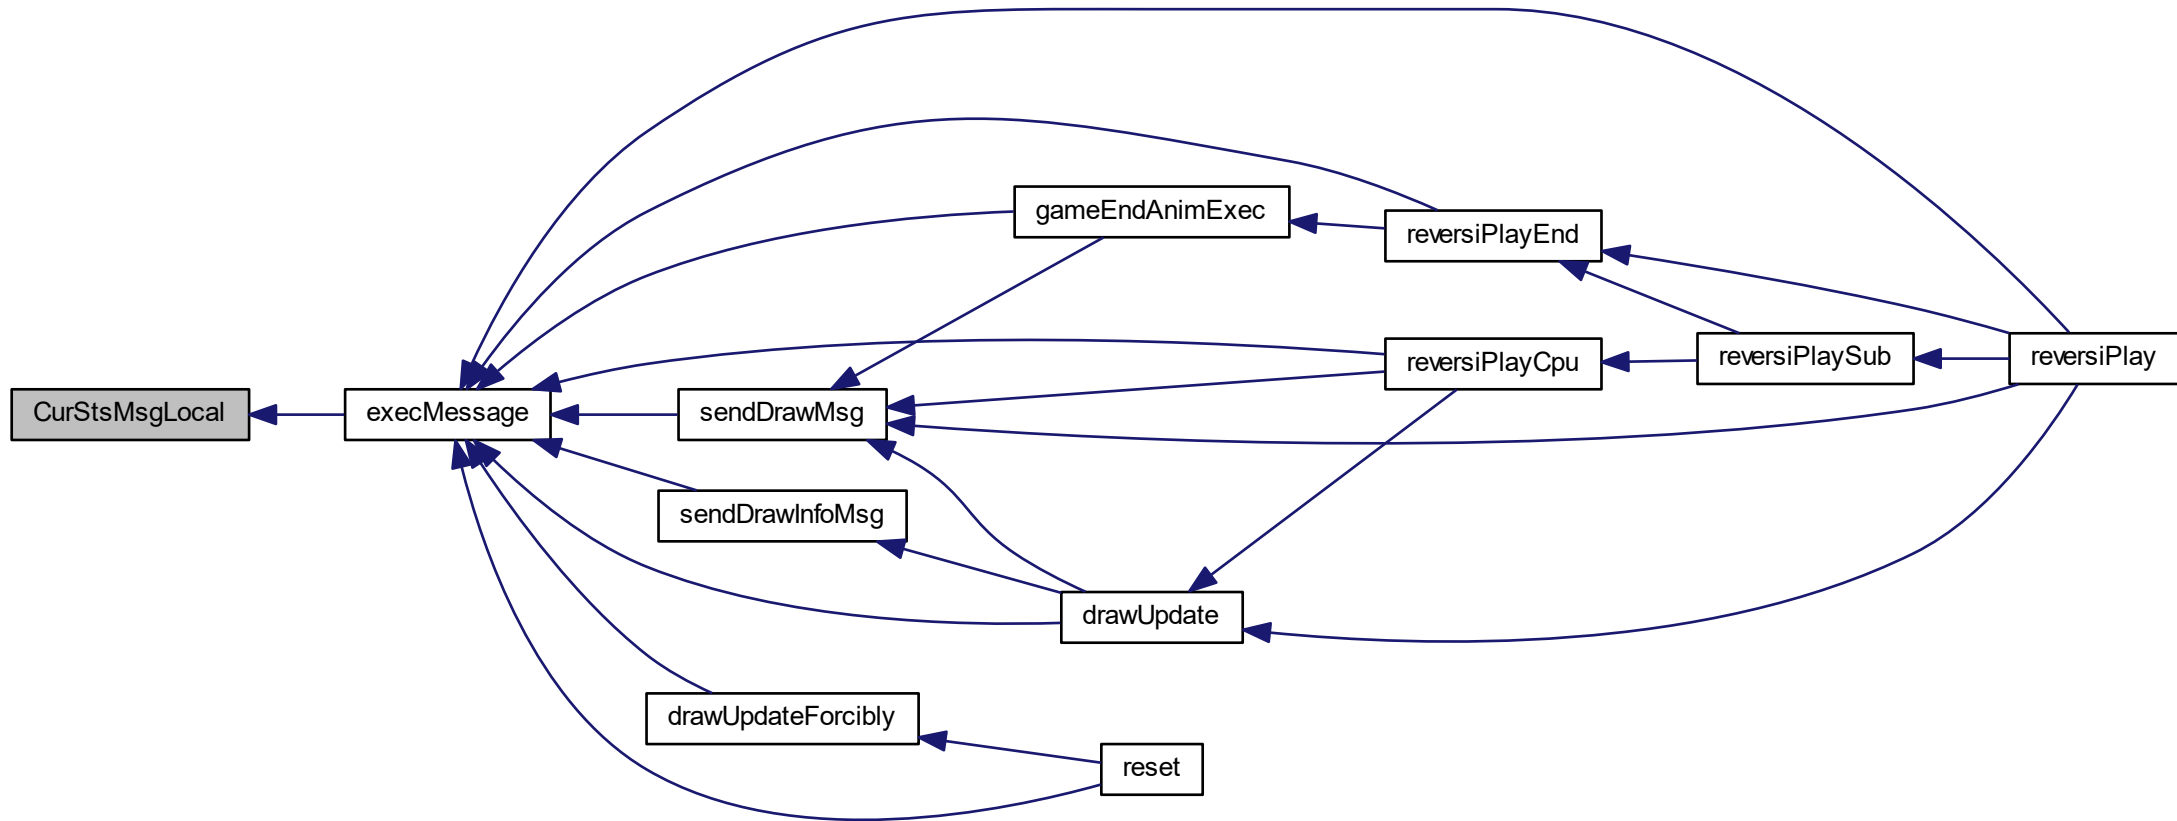 CurStsMsgLocal
execMessage
gameEndAnimExec
sendDrawMsg
sendDrawInfoMsg
drawUpdate
drawUpdateForcibly
reset
reversiPlayEnd
reversiPlayCpu
reversiPlaySub
reversiPlay